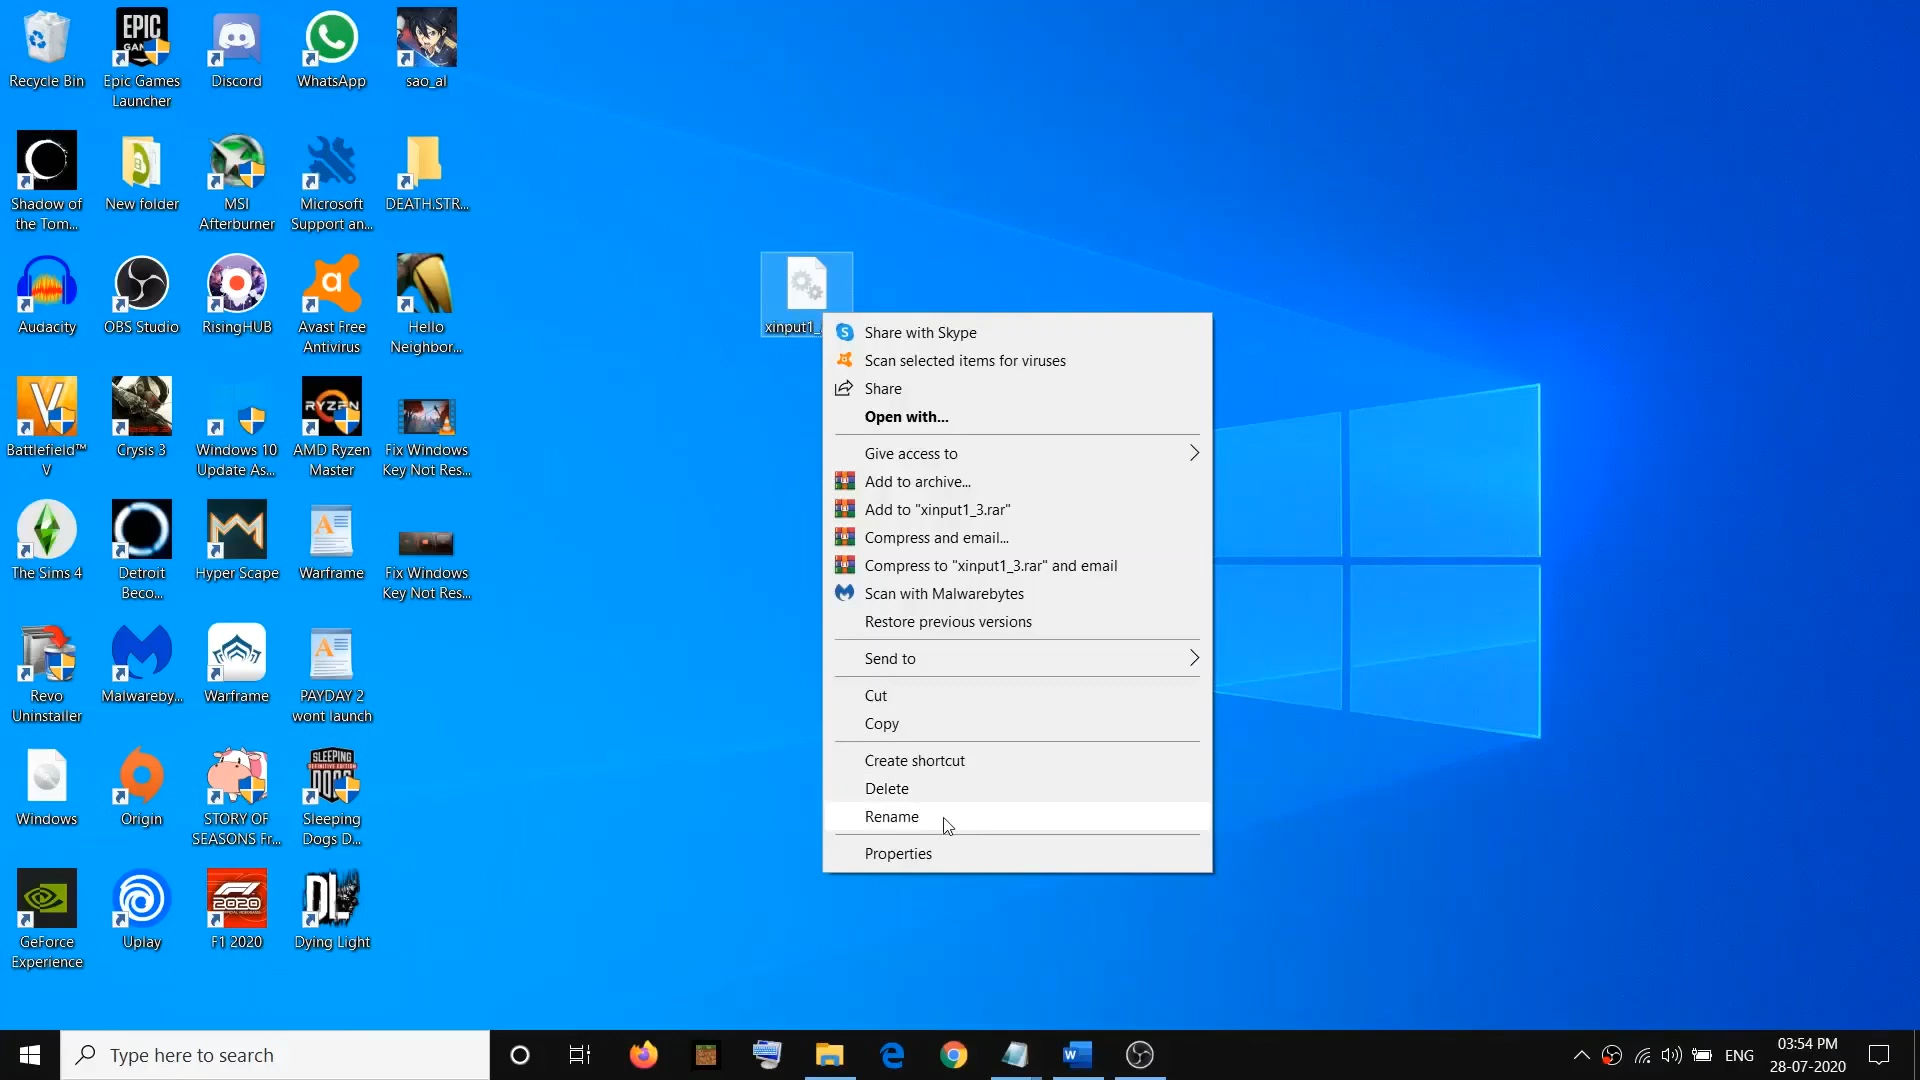 Recycle Bin
Epic Games
Launcher
Discord
WhatsApp
sao_al
Shadow of
the Tom...
New folder
MSI
Afterburner
Microsoft
Support an...
DEATH.STR...
Audacity
OBS Studio
RisingHUB
Avast Free
Antivirus
Hello
Neighbor...
Battlefield™
V
Crysis 3
Windows 10
Update As...
AMD Ryzen
Master
Fix Windows
Key Not Res...
The Sims 4
Detroit
Beco...
Hyper Scape
Warframe
Fix Windows
Key Not Res...
Revo
Uninstaller
Malwareby...
Warframe
PAYDAY 2
wont launch
Windows
Origin
STORY OF
SEASONS Fr...
Sleeping
Dogs D...
GeForce
Experience
Uplay
F1 2020
Dying Light
EPIC
GAM
RYZEN
SLEEPING
DOGS
2020
DL
xinput1_
Share with Skype
Scan selected items for viruses
Share
Open with...
Give access to
Add to archive...
Add to "xinput1_3.rar"
Compress and email...
Compress to "xinput1_3.rar" and email
Scan with Malwarebytes
Restore previous versions
Send to
Cut
Copy
Create shortcut
Delete
Rename
Properties
Type here to search
ENG
03:54 PM
28-07-2020